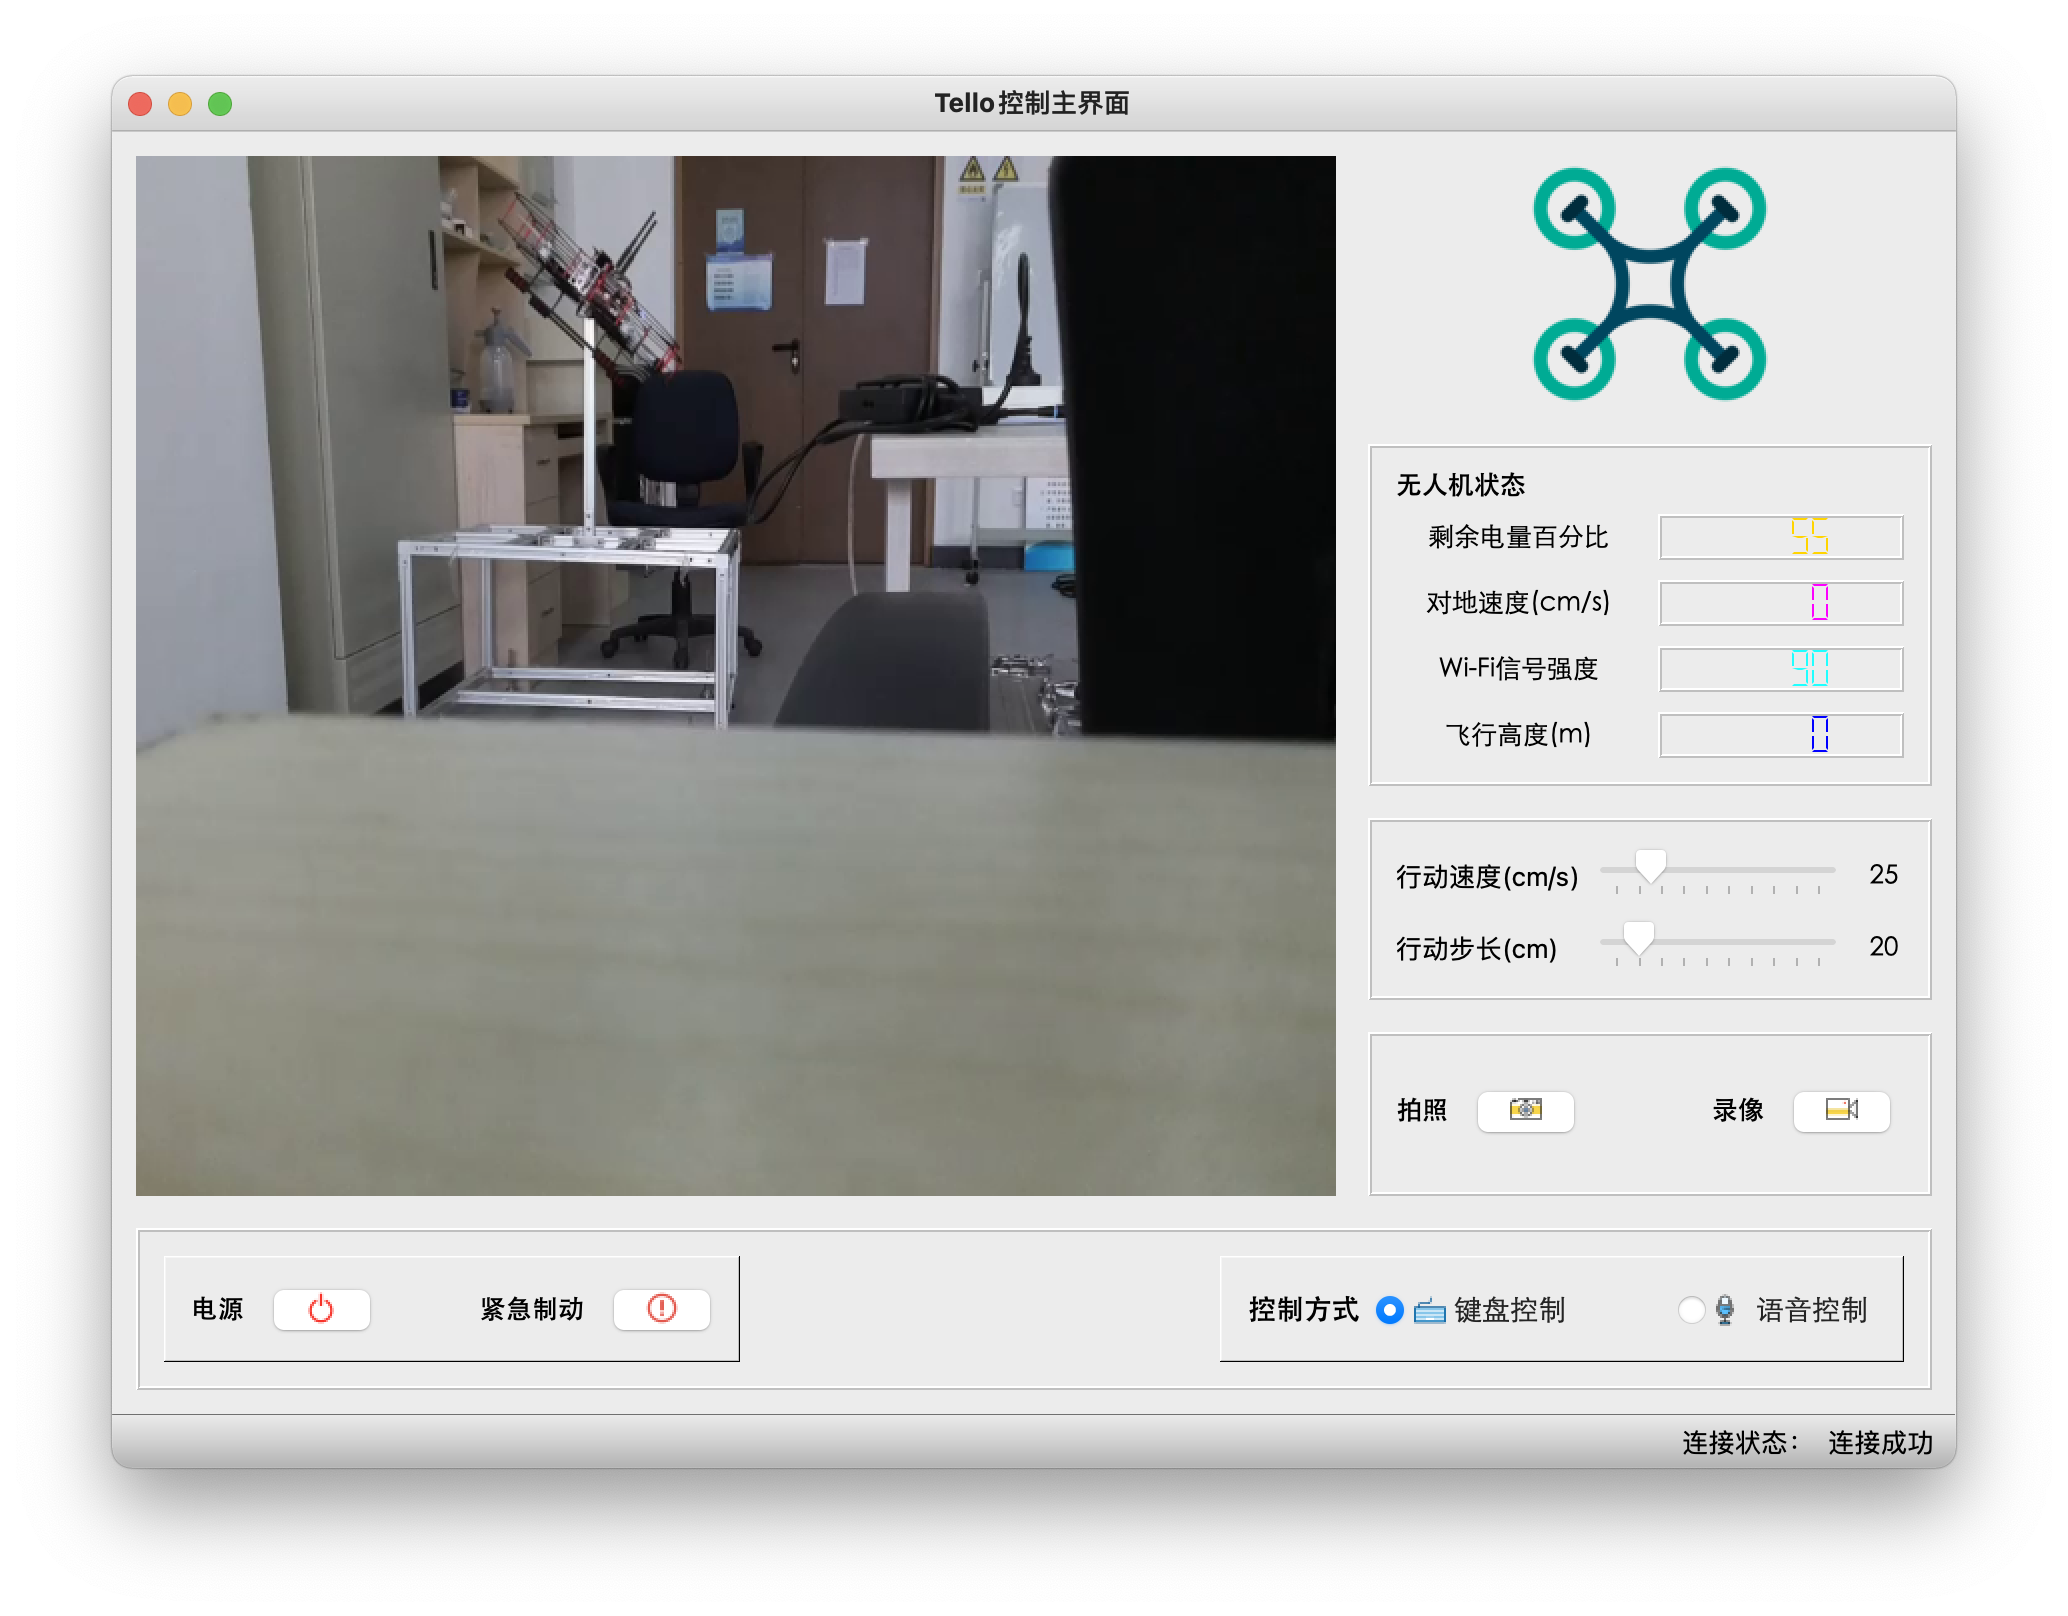 Tello控制主界面
无人机状态
剩余电量百分比 55
对地速度(cm/s) 0
Wi-Fi信号强度 90
飞行高度(m) 0
行动速度(cm/s) 25
行动步长(cm) 20
拍照 录像
电源 紧急制动 控制方式 键盘控制 语音控制
连接状态： 连接成功